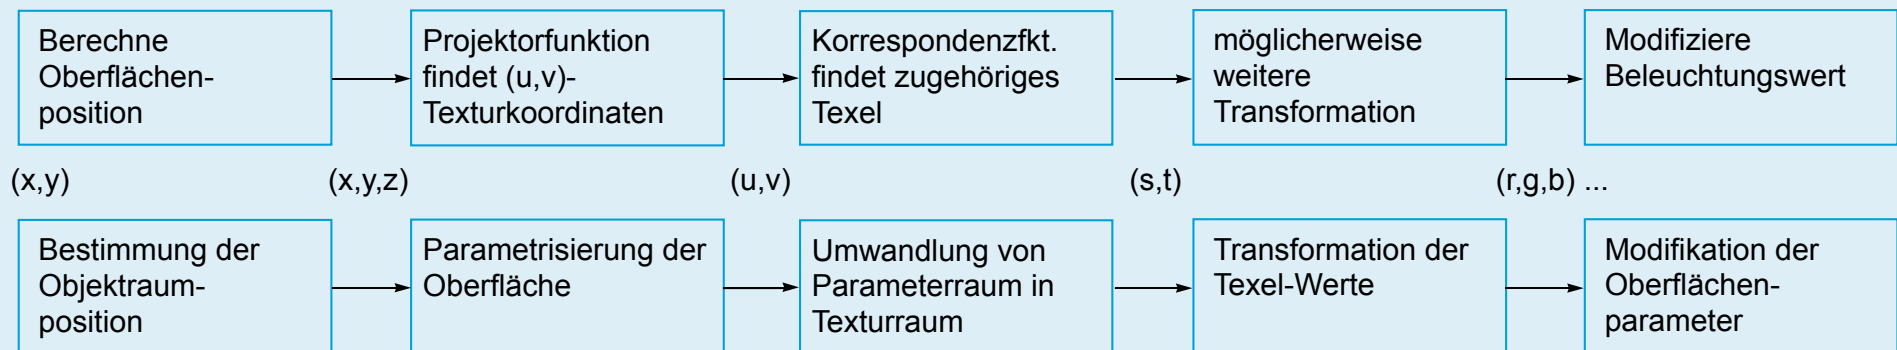 Berechne
Oberflächen-
position
Projektorfunktion
findet (u,v)-
Texturkoordinaten
Korrespondenzfkt.
findet zugehöriges
Texel
möglicherweise
weitere
Transformation
Modifiziere
Beleuchtungswert
(x,y)
(x,y,z)
(u,v)
(s,t)
(r,g,b) ...
Bestimmung der
Objektraum-
position
Parametrisierung der
Oberfläche
Umwandlung von
Parameterraum in
Texturraum
Transformation der
Texel-Werte
Modifikation der
Oberflächen-
parameter